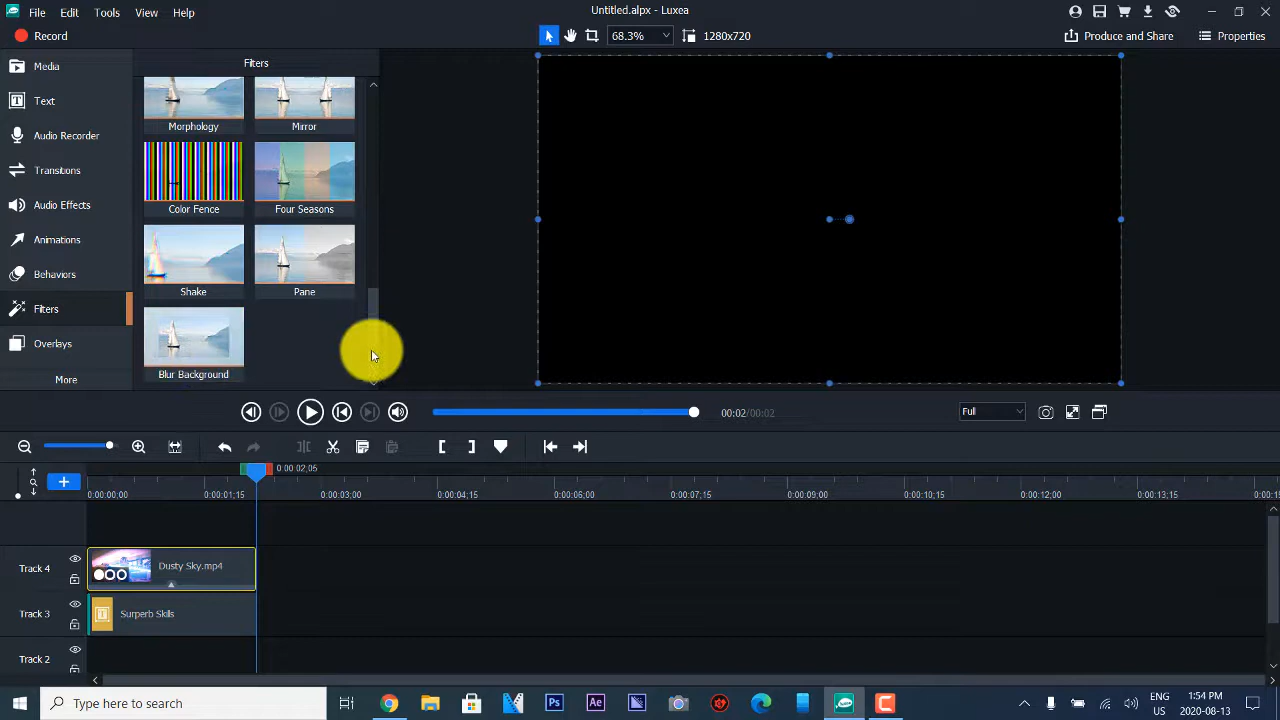 File Edit Tools View Help
Untitled.alpx - Luxea
Record
68.3%
1280x720
Produce and Share
Properties
Media
Text
Audio Recorder
Transitions
Audio Effects
Animations
Behaviors
Filters
Overlays
More
Filters
Morphology
Mirror
Color Fence
Four Seasons
Shake
Pane
Blur Background
00:02/00:02
Full
0:00:02;05
0:00:00;00
0:00:01;15
0:00:03;00
0:00:04;15
0:00:06;00
0:00:07;15
0:00:09;00
0:00:10;15
0:00:12;00
0:00:13;15
Track 4
Dusty Sky.mp4
Track 3
Surperb Skills
Track 2
Type here to search
Ps
Ae
ENG
US
1:54 PM
2020-08-13